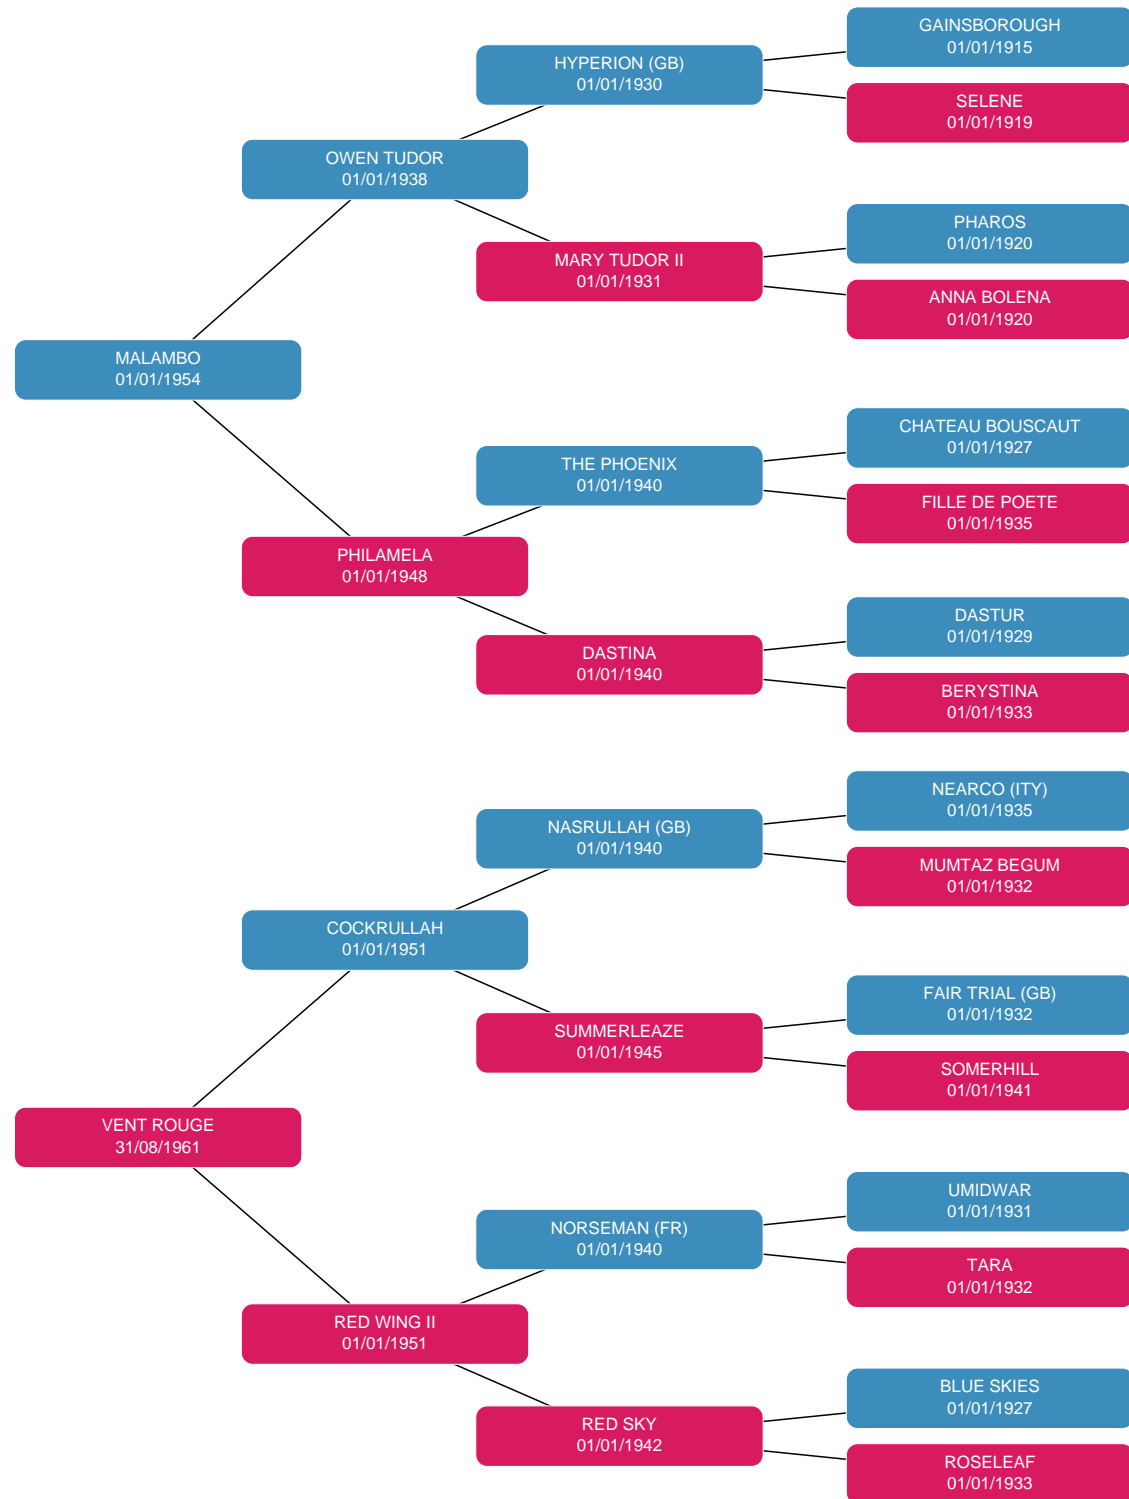 GAINSBOROUGH
01/01/1915
HYPERION (GB)
01/01/1930
SELENE
01/01/1919
OWEN TUDOR
01/01/1938
PHAROS
01/01/1920
MARY TUDOR II
01/01/1931
ANNA BOLENA
01/01/1920
MALAMBO
01/01/1954
CHATEAU BOUSCAUT
01/01/1927
THE PHOENIX
01/01/1940
FILLE DE POETE
01/01/1935
PHILAMELA
01/01/1948
DASTUR
01/01/1929
DASTINA
01/01/1940
BERYSTINA
01/01/1933
NEARCO (ITY)
01/01/1935
NASRULLAH (GB)
01/01/1940
MUMTAZ BEGUM
01/01/1932
COCKRULLAH
01/01/1951
FAIR TRIAL (GB)
01/01/1932
SUMMERLEAZE
01/01/1945
SOMERHILL
01/01/1941
VENT ROUGE
31/08/1961
UMIDWAR
01/01/1931
NORSEMAN (FR)
01/01/1940
TARA
01/01/1932
RED WING II
01/01/1951
BLUE SKIES
01/01/1927
RED SKY
01/01/1942
ROSELEAF
01/01/1933